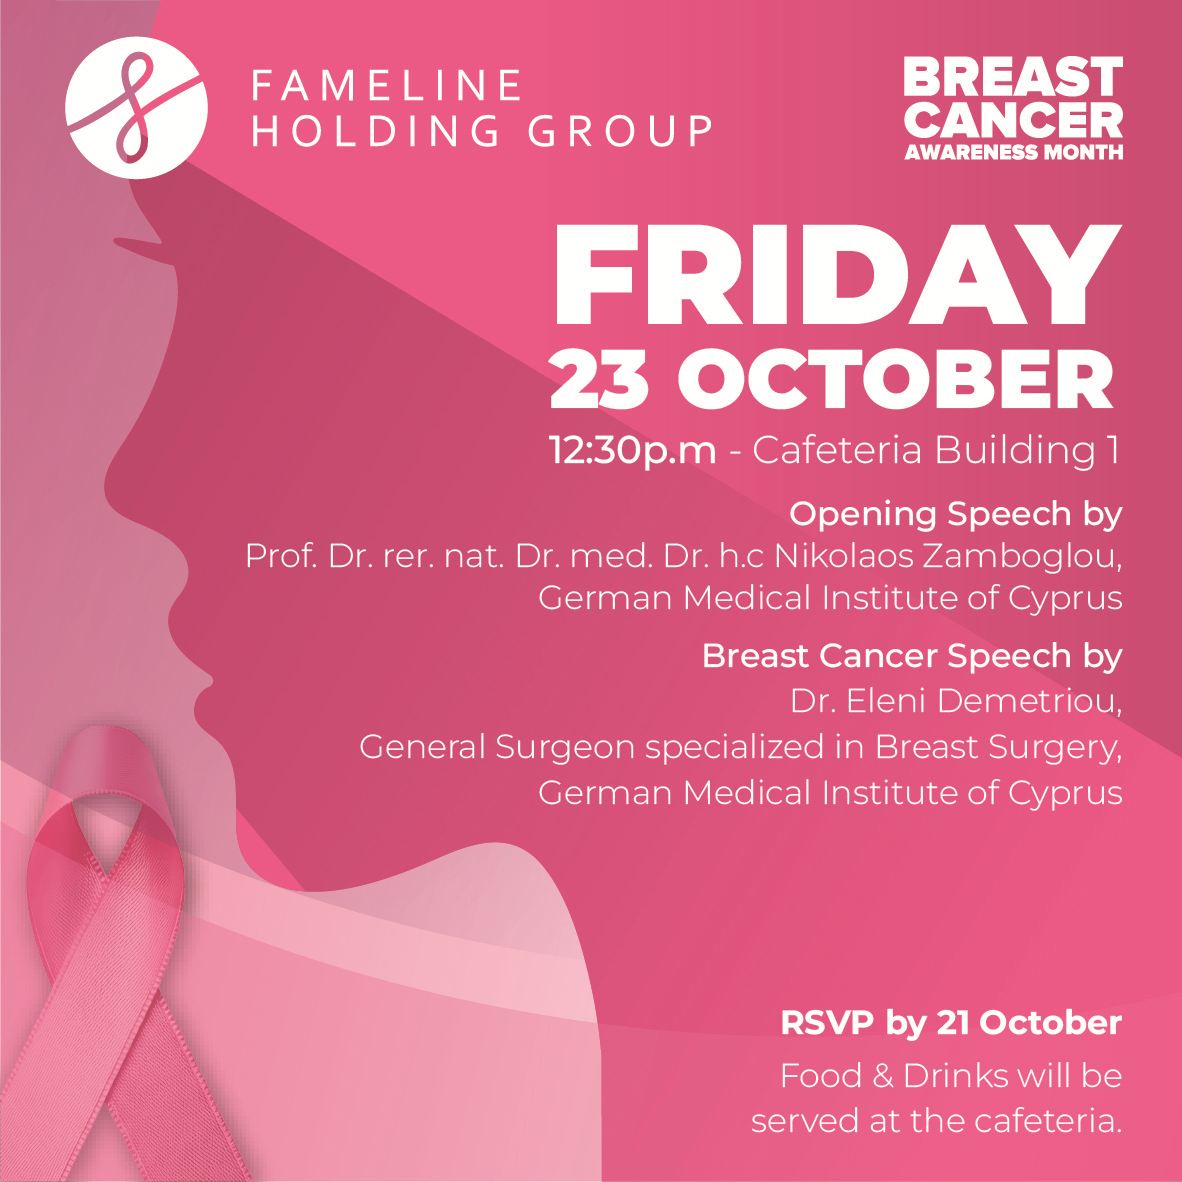 FAMELINE
HOLDING GROUP
BREAST
CANCER
AWARENESS MONTH
FRIDAY
23 OCTOBER
12:30p.m - Cafeteria Building 1
Opening Speech by
Prof. Dr. rer. nat. Dr. med. Dr. h.c Nikolaos Zamboglou,
German Medical Institute of Cyprus
Breast Cancer Speech by
Dr. Eleni Demetriou,
General Surgeon specialized in Breast Surgery,
German Medical Institute of Cyprus
RSVP by 21 October
Food & Drinks will be
served at the cafeteria.